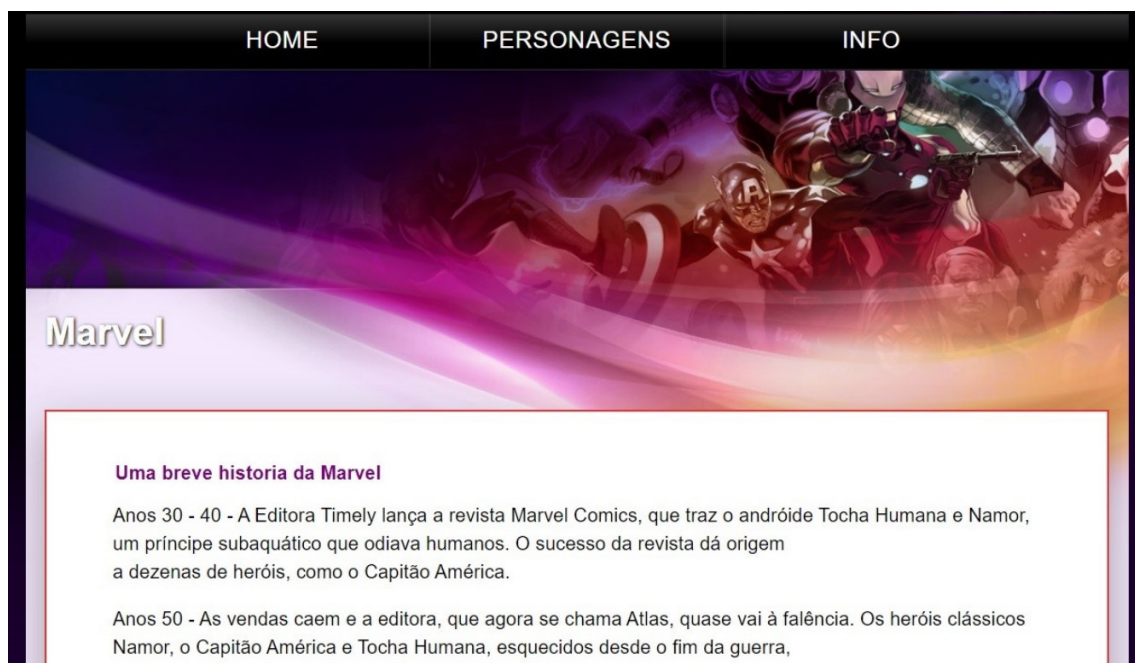 HOME PERSONAGENS INFO
A
Marvel
Uma breve historia da Marvel
Anos 30 - 40 - A Editora Timely lança a revista Marvel Comics, que traz o andróide Tocha Humana e Namor,
um príncipe subaquático que odiava humanos. O sucesso da revista dá origem
a dezenas de heróis, como o Capitão América.
Anos 50 - As vendas caem e a editora, que agora se chama Atlas, quase vai à falência. Os heróis clássicos
Namor, o Capitão América e Tocha Humana, esquecidos desde o fim da guerra,